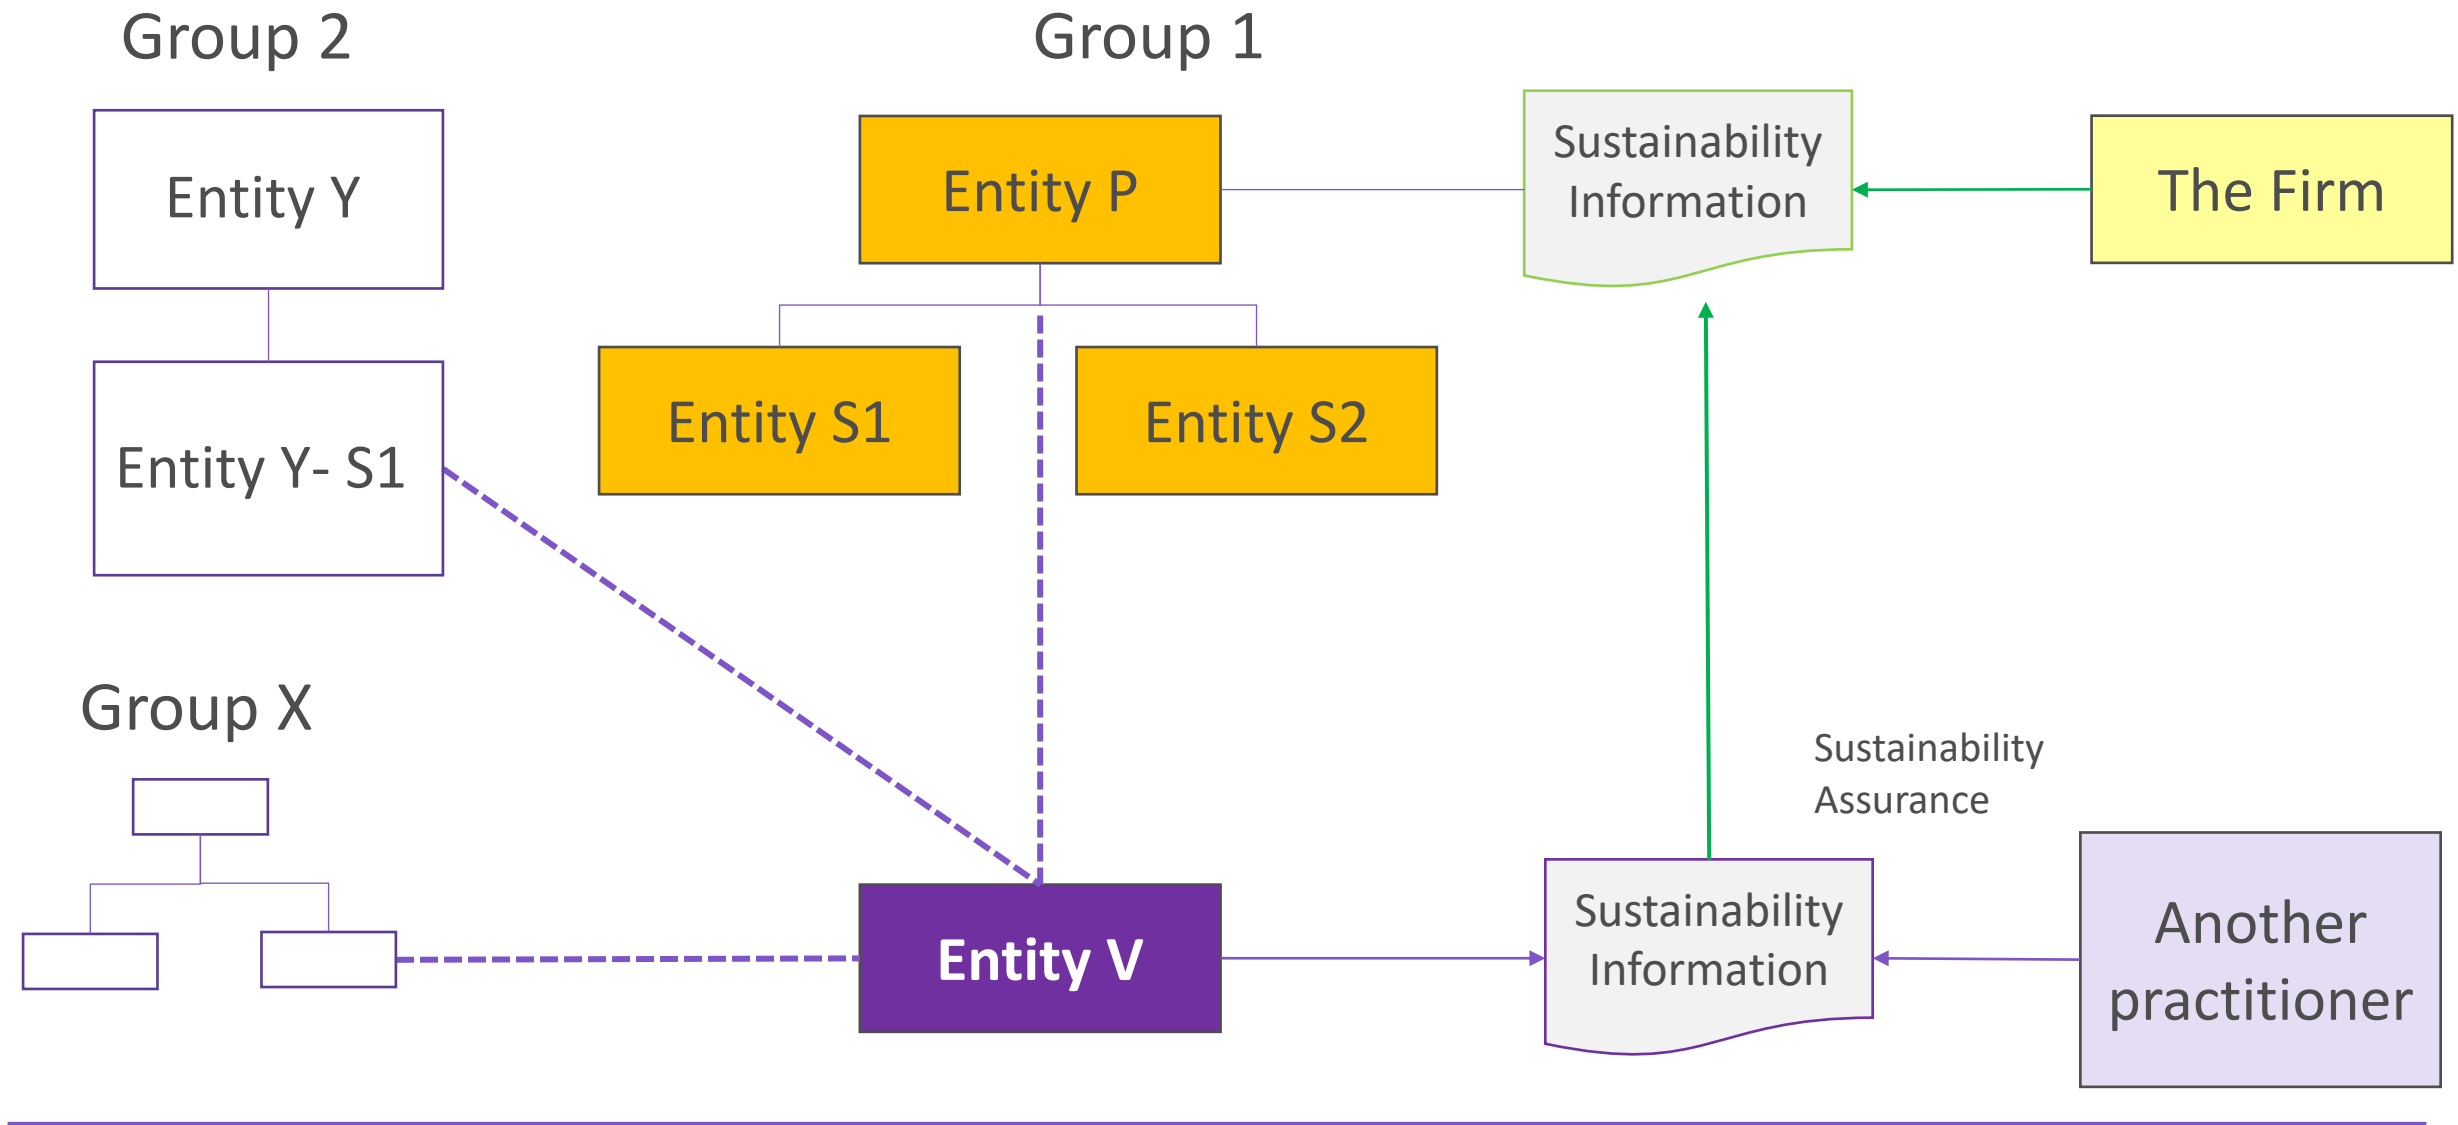 Group 2
Group 1
Entity Y
Entity P
Sustainability
Information
The Firm
Entity Y- S1
Entity S1
Entity S2
Group X
Sustainability
Assurance
Entity V
Sustainability
Information
Another
practitioner